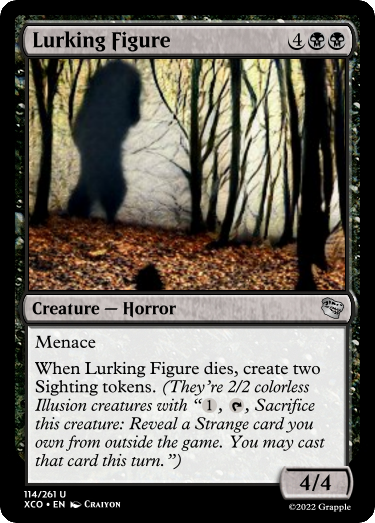 Lurking Figure 4
Creature — Horror
Menace
When Lurking Figure dies, create two
Sighting tokens. (They're 2/2 colorless
Illusion creatures with “1, , Sacrifice
this creature: Reveal a Strange card you
own from outside the game. You may cast
that card this turn.”)
4/4
114/261 U
XCO • EN Craiyon
©2022 Grapple